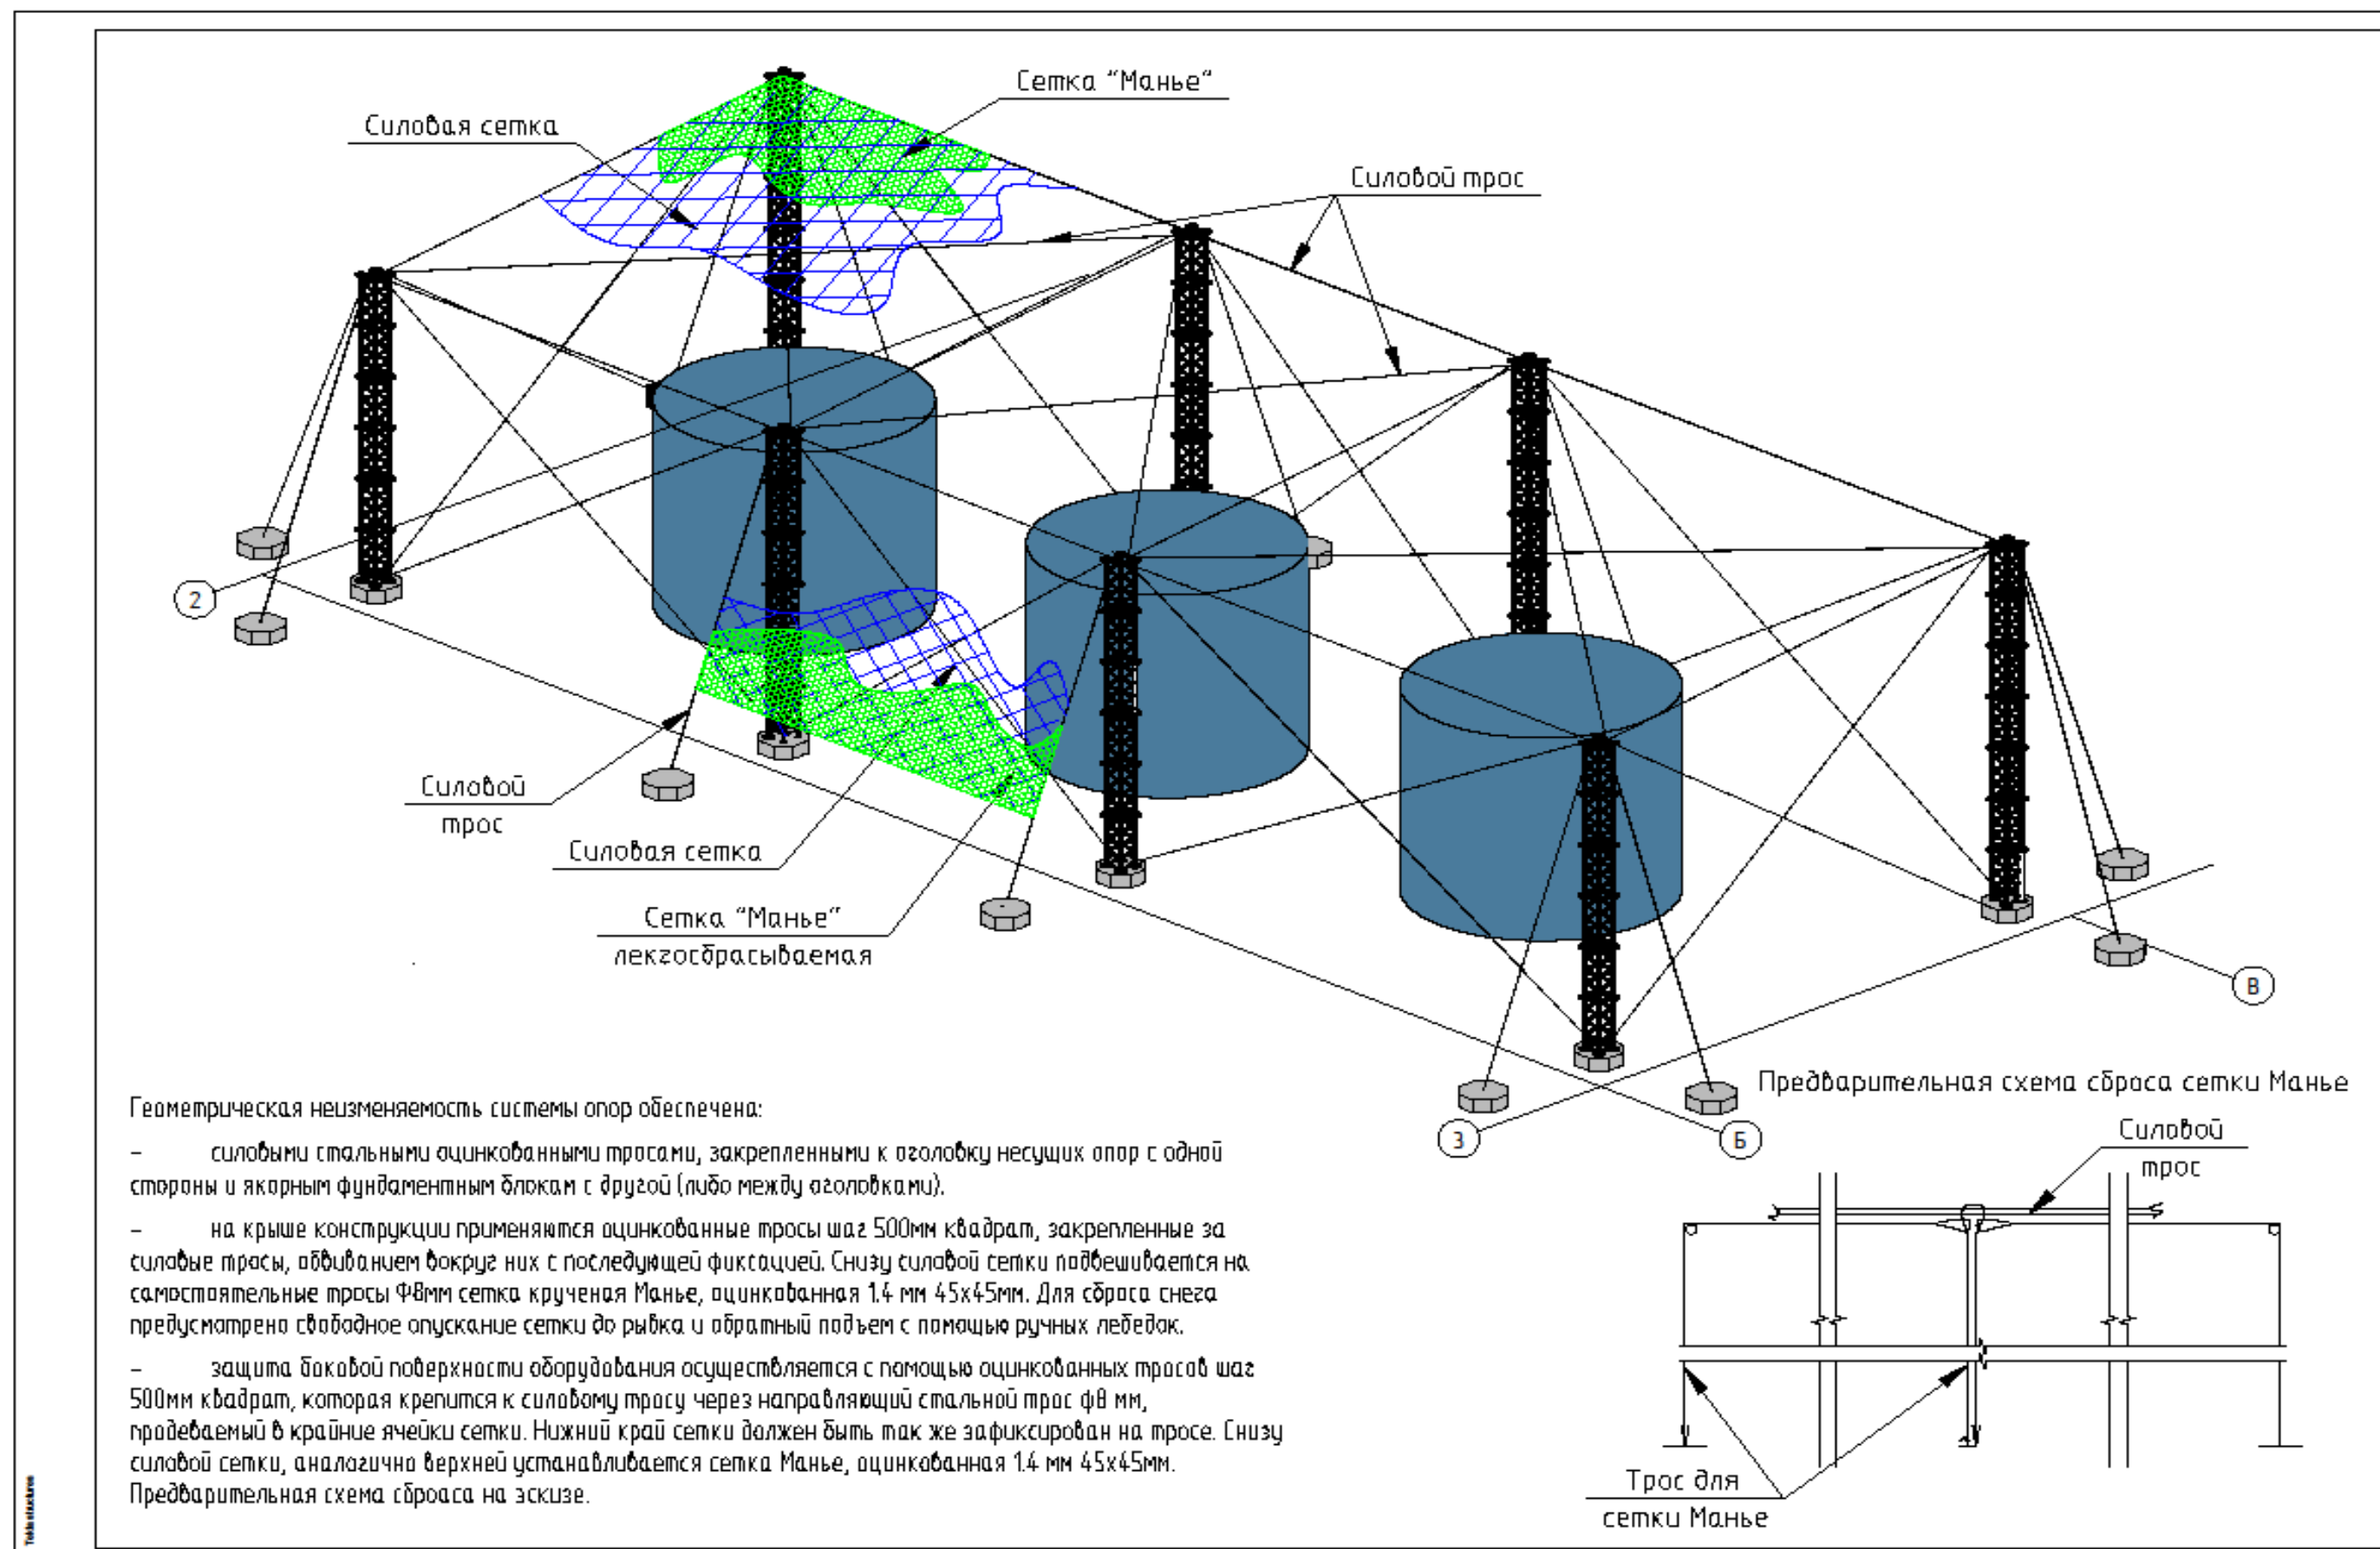 Сетка “Манье“
Силовая сетка
Силовой трос
2
Силовой
трос
Силовая сетка
Сетка “Манье“
лекгосбрасываемая
В
3
Б
Геометрическая неизменяемость системы опор обеспечена:
– силовыми стальными оцинкованными тросами, закрепленными к оголовку несущих опор с одной
стороны и якорным фундаментным блокам с другой (либо между оголовками).
– на крыше конструкции применяются оцинкованные тросы шаг 500мм квадрат, закрепленные за
силовые тросы, обвиванием вокруг них с последующей фиксацией. Снизу силовой сетки подвешивается на
самостоятельные тросы Ф8мм сетка крученая Манье, оцинкованная 1.4 мм 45х45мм. Для сброса снега
предусмотрено свободное опускание сетки до рывка и обратный подъем с помощью ручных лебедок.
– защита боковой поверхности оборудования осуществляется с помощью оцинкованных тросов шаг
500мм квадрат, которая крепится к силовому тросу через направляющий стальной трос ф8 мм,
продеваемый в крайние ячейки сетки. Нижний край сетки должен быть так же зафиксирован на тросе. Снизу
силовой сетки, аналогично верхней устанавливается сетка Манье, оцинкованная 1.4 мм 45х45мм.
Предварительная схема сброаса на эскизе.
Предварительная схема сброса сетки Манье
Силовой
трос
Трос для
сетки Манье
Tekla structures